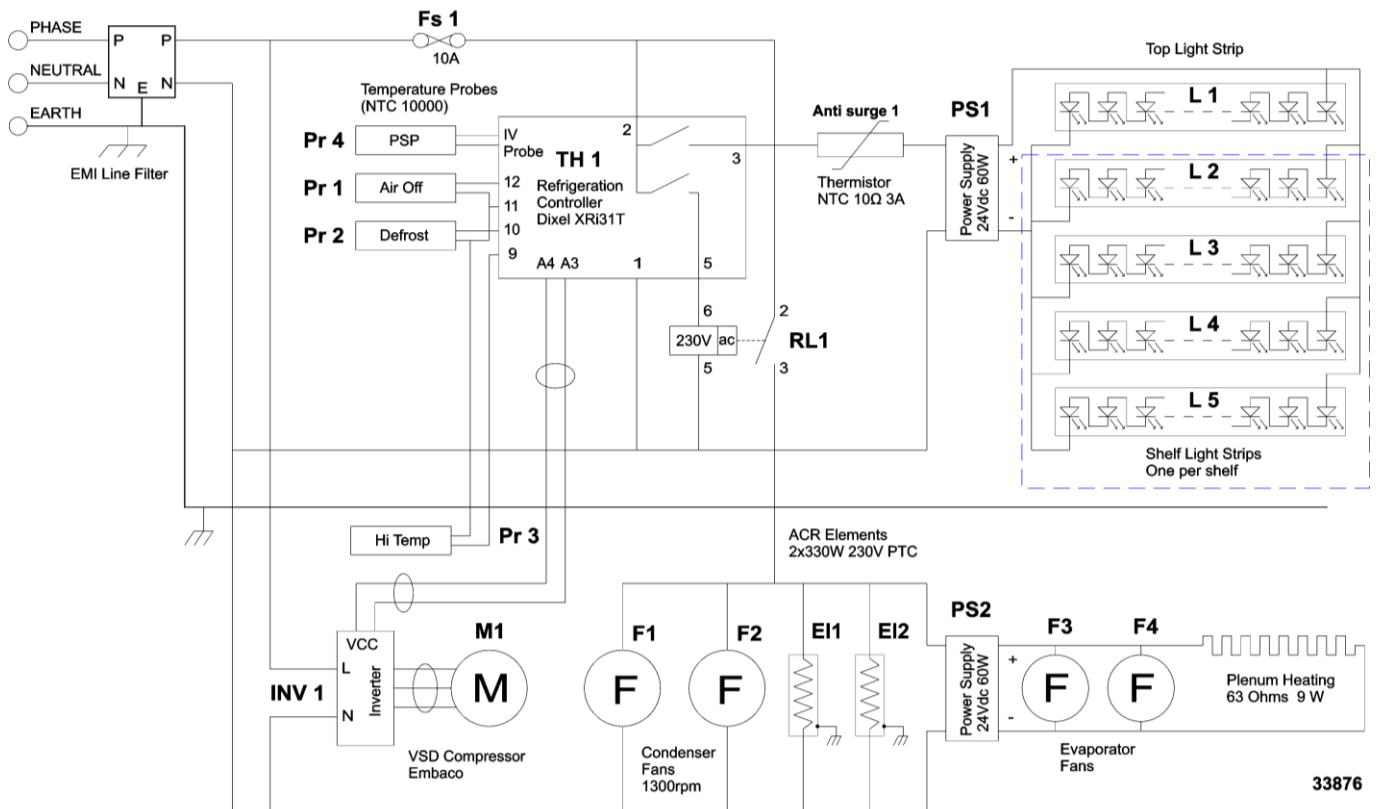 PHASE
NEUTRAL
EARTH
P P
N E N
EMI Line Filter
Fs 1
10A
Temperature Probes
(NTC 10000)
Pr 4
PSP
Pr 1
Air Off
Pr 2
Defrost
IV
Probe
12
11
10
9
TH 1
Refrigeration
Controller
Dixel XRi31T
A4 A3
1
5
2
3
6
230V ac
5
2
RL1
3
Anti surge 1
Thermistor
NTC 10Ω 3A
PS1
Power Supply
24Vdc 60W
+
-
Top Light Strip
L 1
L 2
L 3
L 4
L 5
Shelf Light Strips
One per shelf
Hi Temp
Pr 3
VCC
L
N
Inverter
INV 1
M1
M
VSD Compressor
Embaco
ACR Elements
2x330W 230V PTC
F1
F
F2
F
Condenser
Fans
1300rpm
EI1
EI2
PS2
Power Supply
24Vdc 60W
+
-
F3
F
F4
F
Evaporator
Fans
Plenum Heating
63 Ohms 9 W
33876